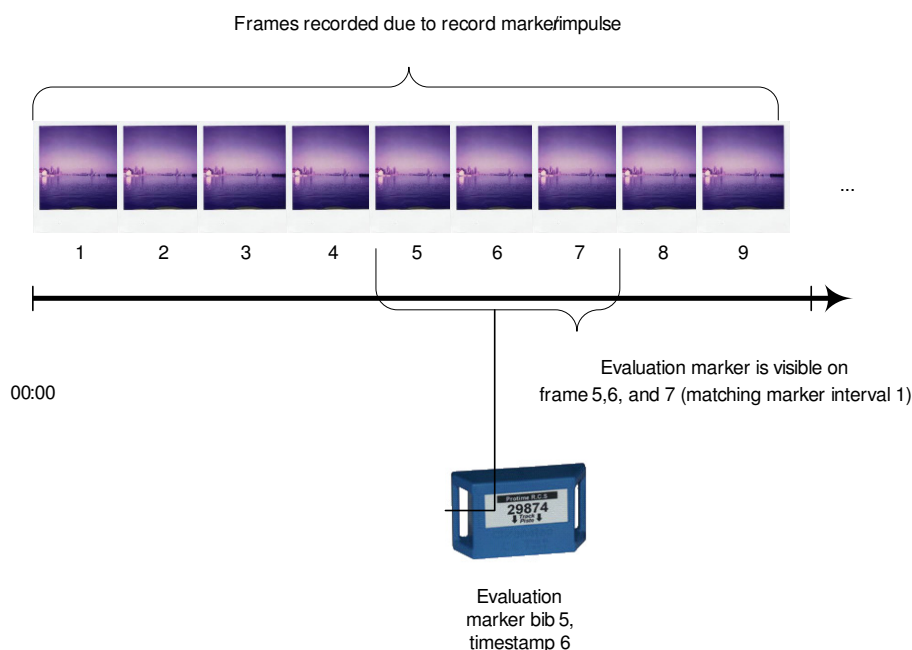 Frames recorded due to record marker/impulse
...
1 2 3 4 5 6 7 8 9
00:00
Evaluation marker is visible on
frame 5,6, and 7 (matching marker interval 1)
Protime R.C.S
29874
Track
Plate
Evaluation
marker bib 5,
timestamp 6